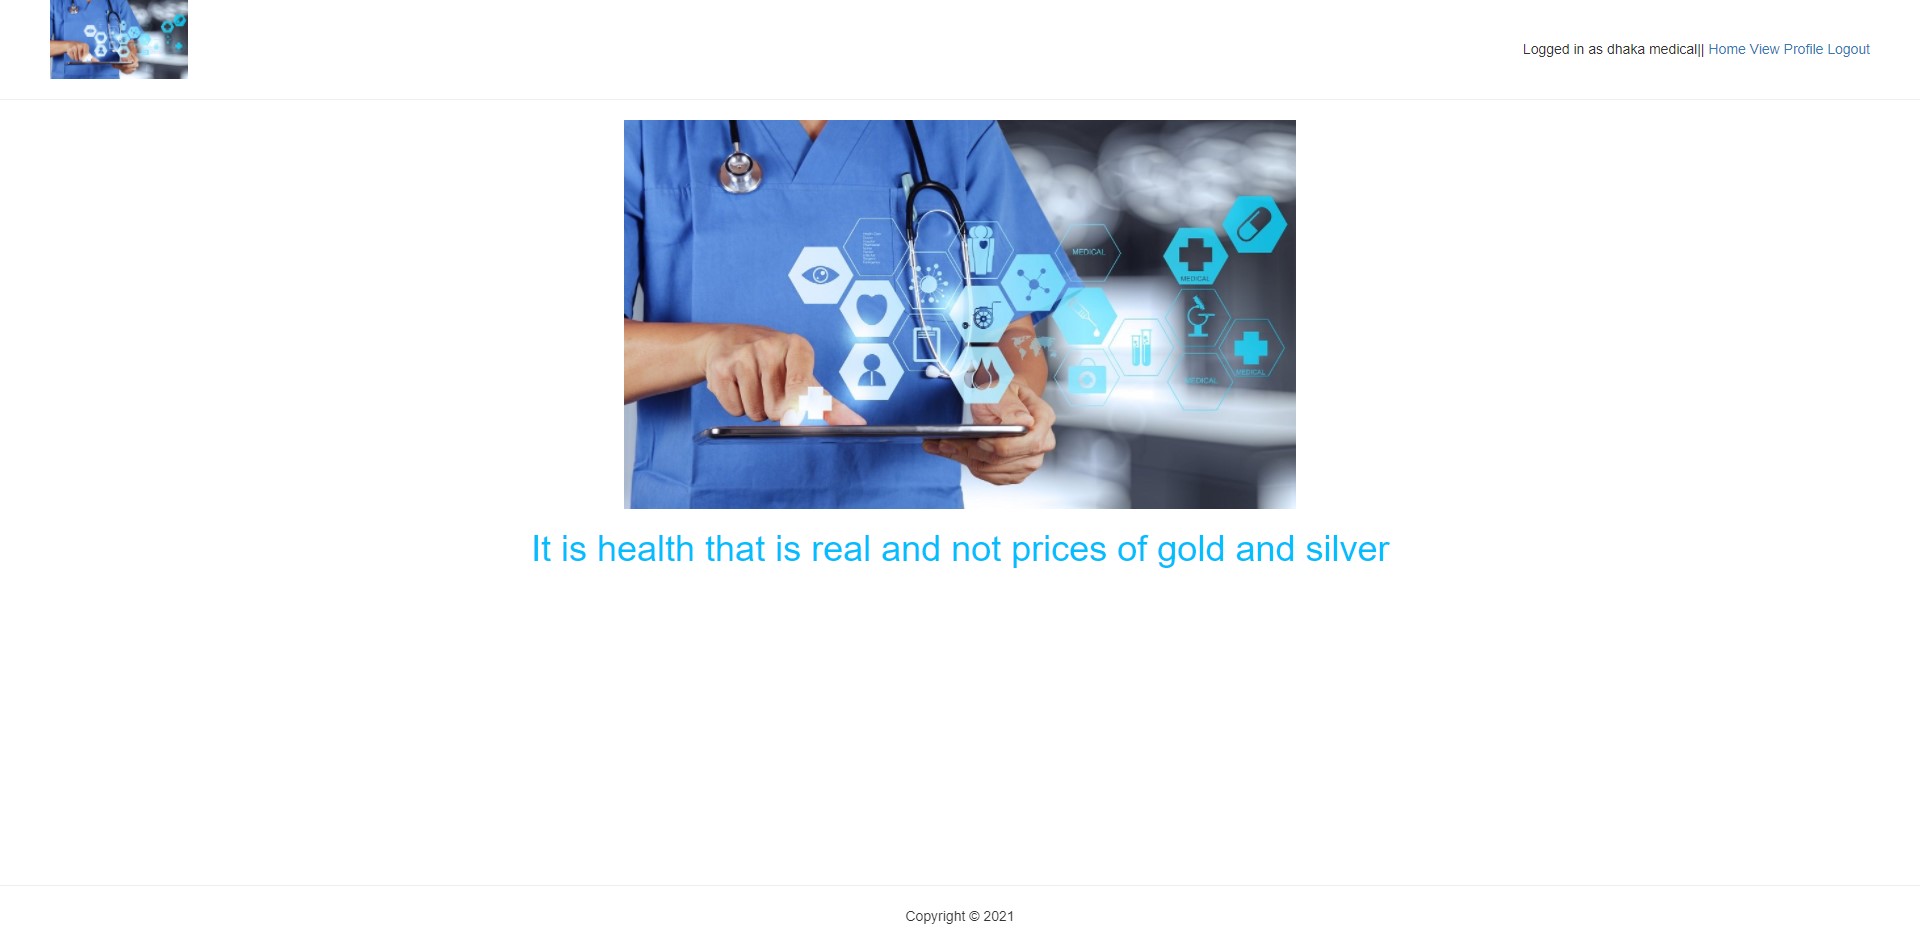 Logged in as dhaka medical|| Home View Profile Logout
MEDICAL
MEDICAL
MEDICAL
MEDICAL
It is health that is real and not prices of gold and silver
Copyright © 2021